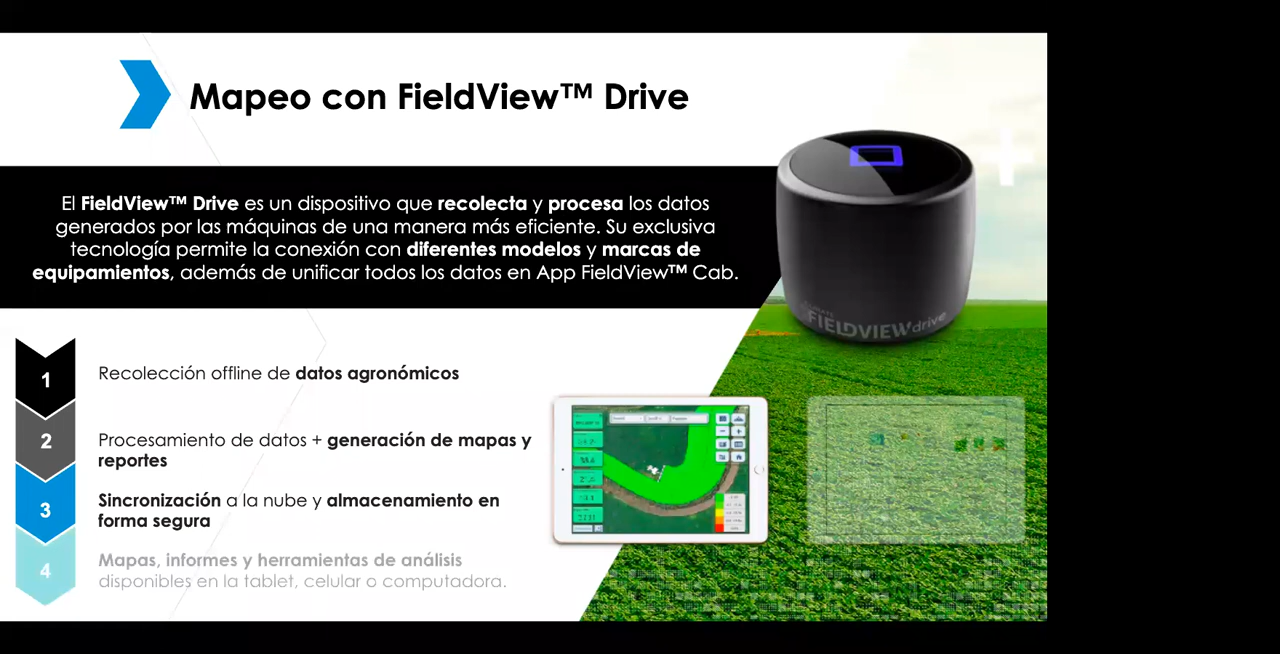 Mapeo con FieldView™ Drive
El FieldView™ Drive es un dispositivo que recolecta y procesa los datos
generados por las máquinas de una manera más eficiente. Su exclusiva
tecnología permite la conexión con diferentes modelos y marcas de
equipamientos, además de unificar todos los datos en App FieldView™ Cab.
CLIMATE
FIELDVIEW drive
1
Recolección offline de datos agronómicos
2
Procesamiento de datos + generación de mapas y
reportes
3
Sincronización a la nube y almacenamiento en
forma segura
4
Mapas, informes y herramientas de análisis
disponibles en la tablet, celular o computadora.